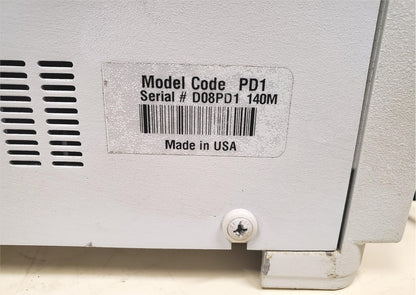 Model Code PD1
Serial # D08PD1 140M
Made in USA